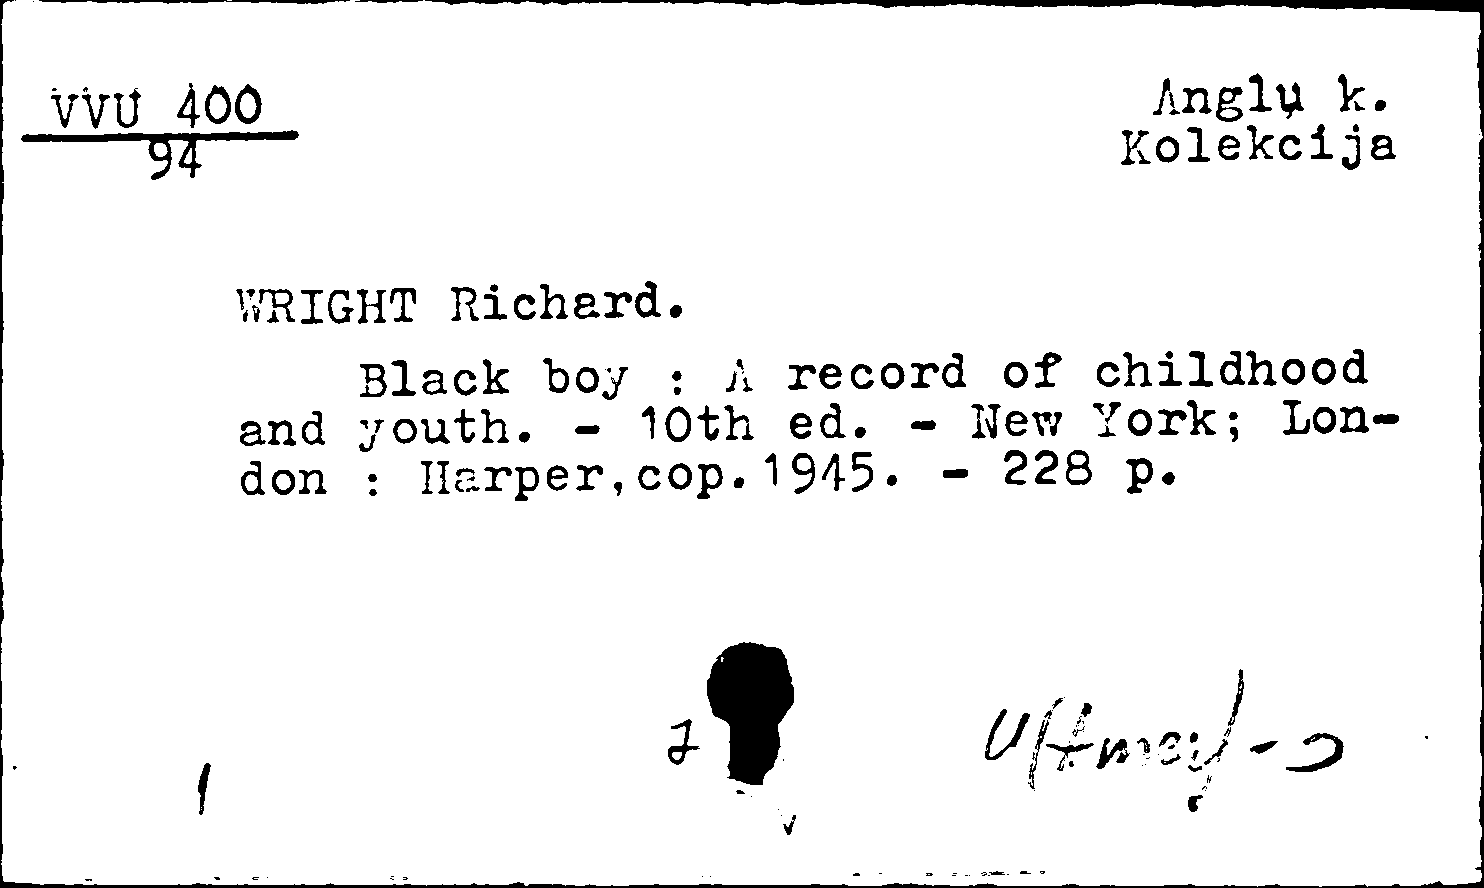 VVU 400
94
Anglų k.
Kolekcija
WRIGHT Richard.
Black boy : A record of childhood
and youth. - 10th ed. - New York; Lon-
don : Harper,cop.1945. - 228 p.